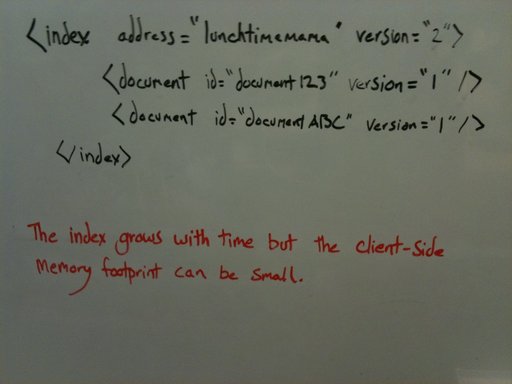 <index address="lunchtimemama" version="2">
<document id="document123" version="1" />
<document id="documentABC" version="1" />
</index>
The index grows with time but the client-side
Memory footprint can be small.